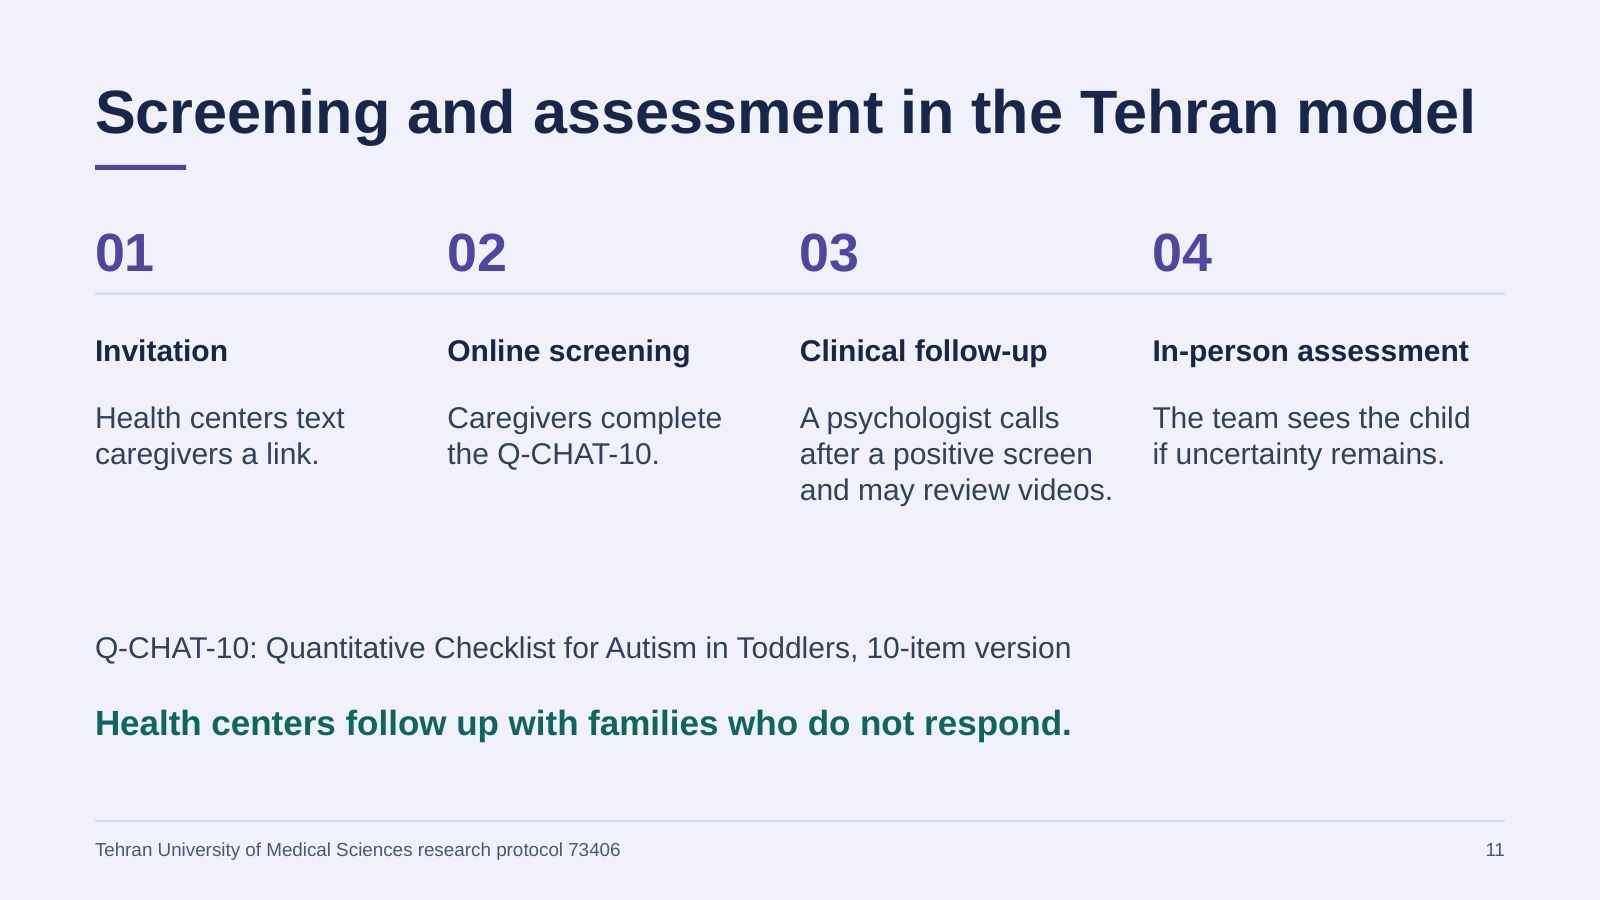 Screening and assessment in the Tehran model
01
02
03
04
Invitation
Online screening
Clinical follow-up
In-person assessment
Health centers text
caregivers a link.
Caregivers complete
the Q-CHAT-10.
A psychologist calls
after a positive screen
and may review videos.
The team sees the child
if uncertainty remains.
Q-CHAT-10: Quantitative Checklist for Autism in Toddlers, 10-item version
Health centers follow up with families who do not respond.
Tehran University of Medical Sciences research protocol 73406
11